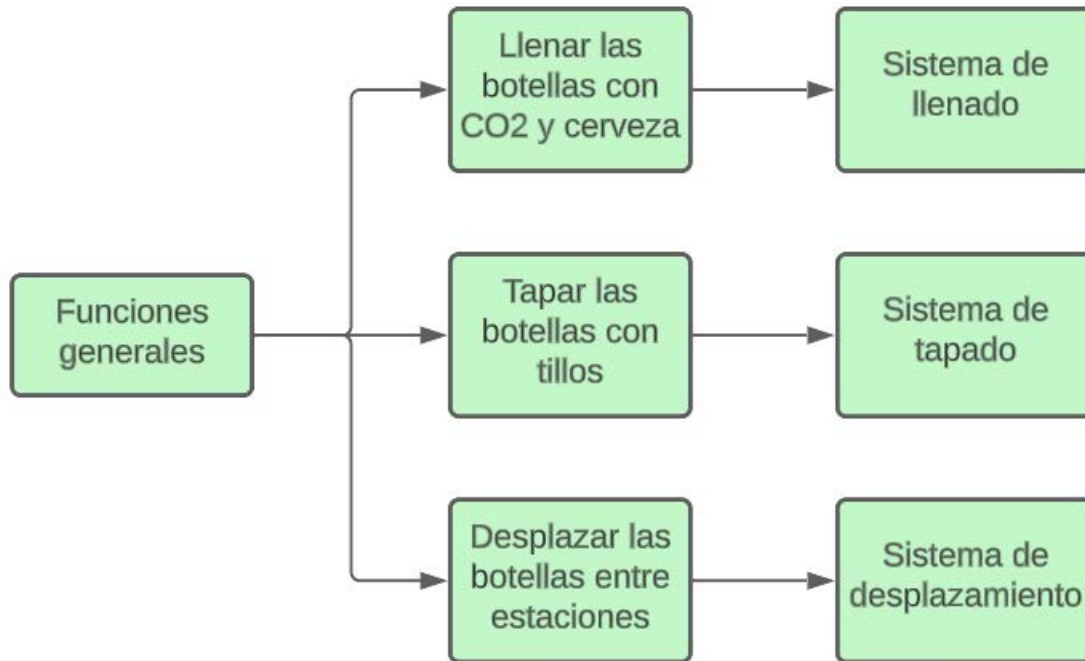 Llenar las
botellas con
CO2 y cerveza
Sistema de
llenado
Funciones
generales
Tapar las
botellas con
tillos
Sistema de
tapado
Desplazar las
botellas entre
estaciones
Sistema de
desplazamiento